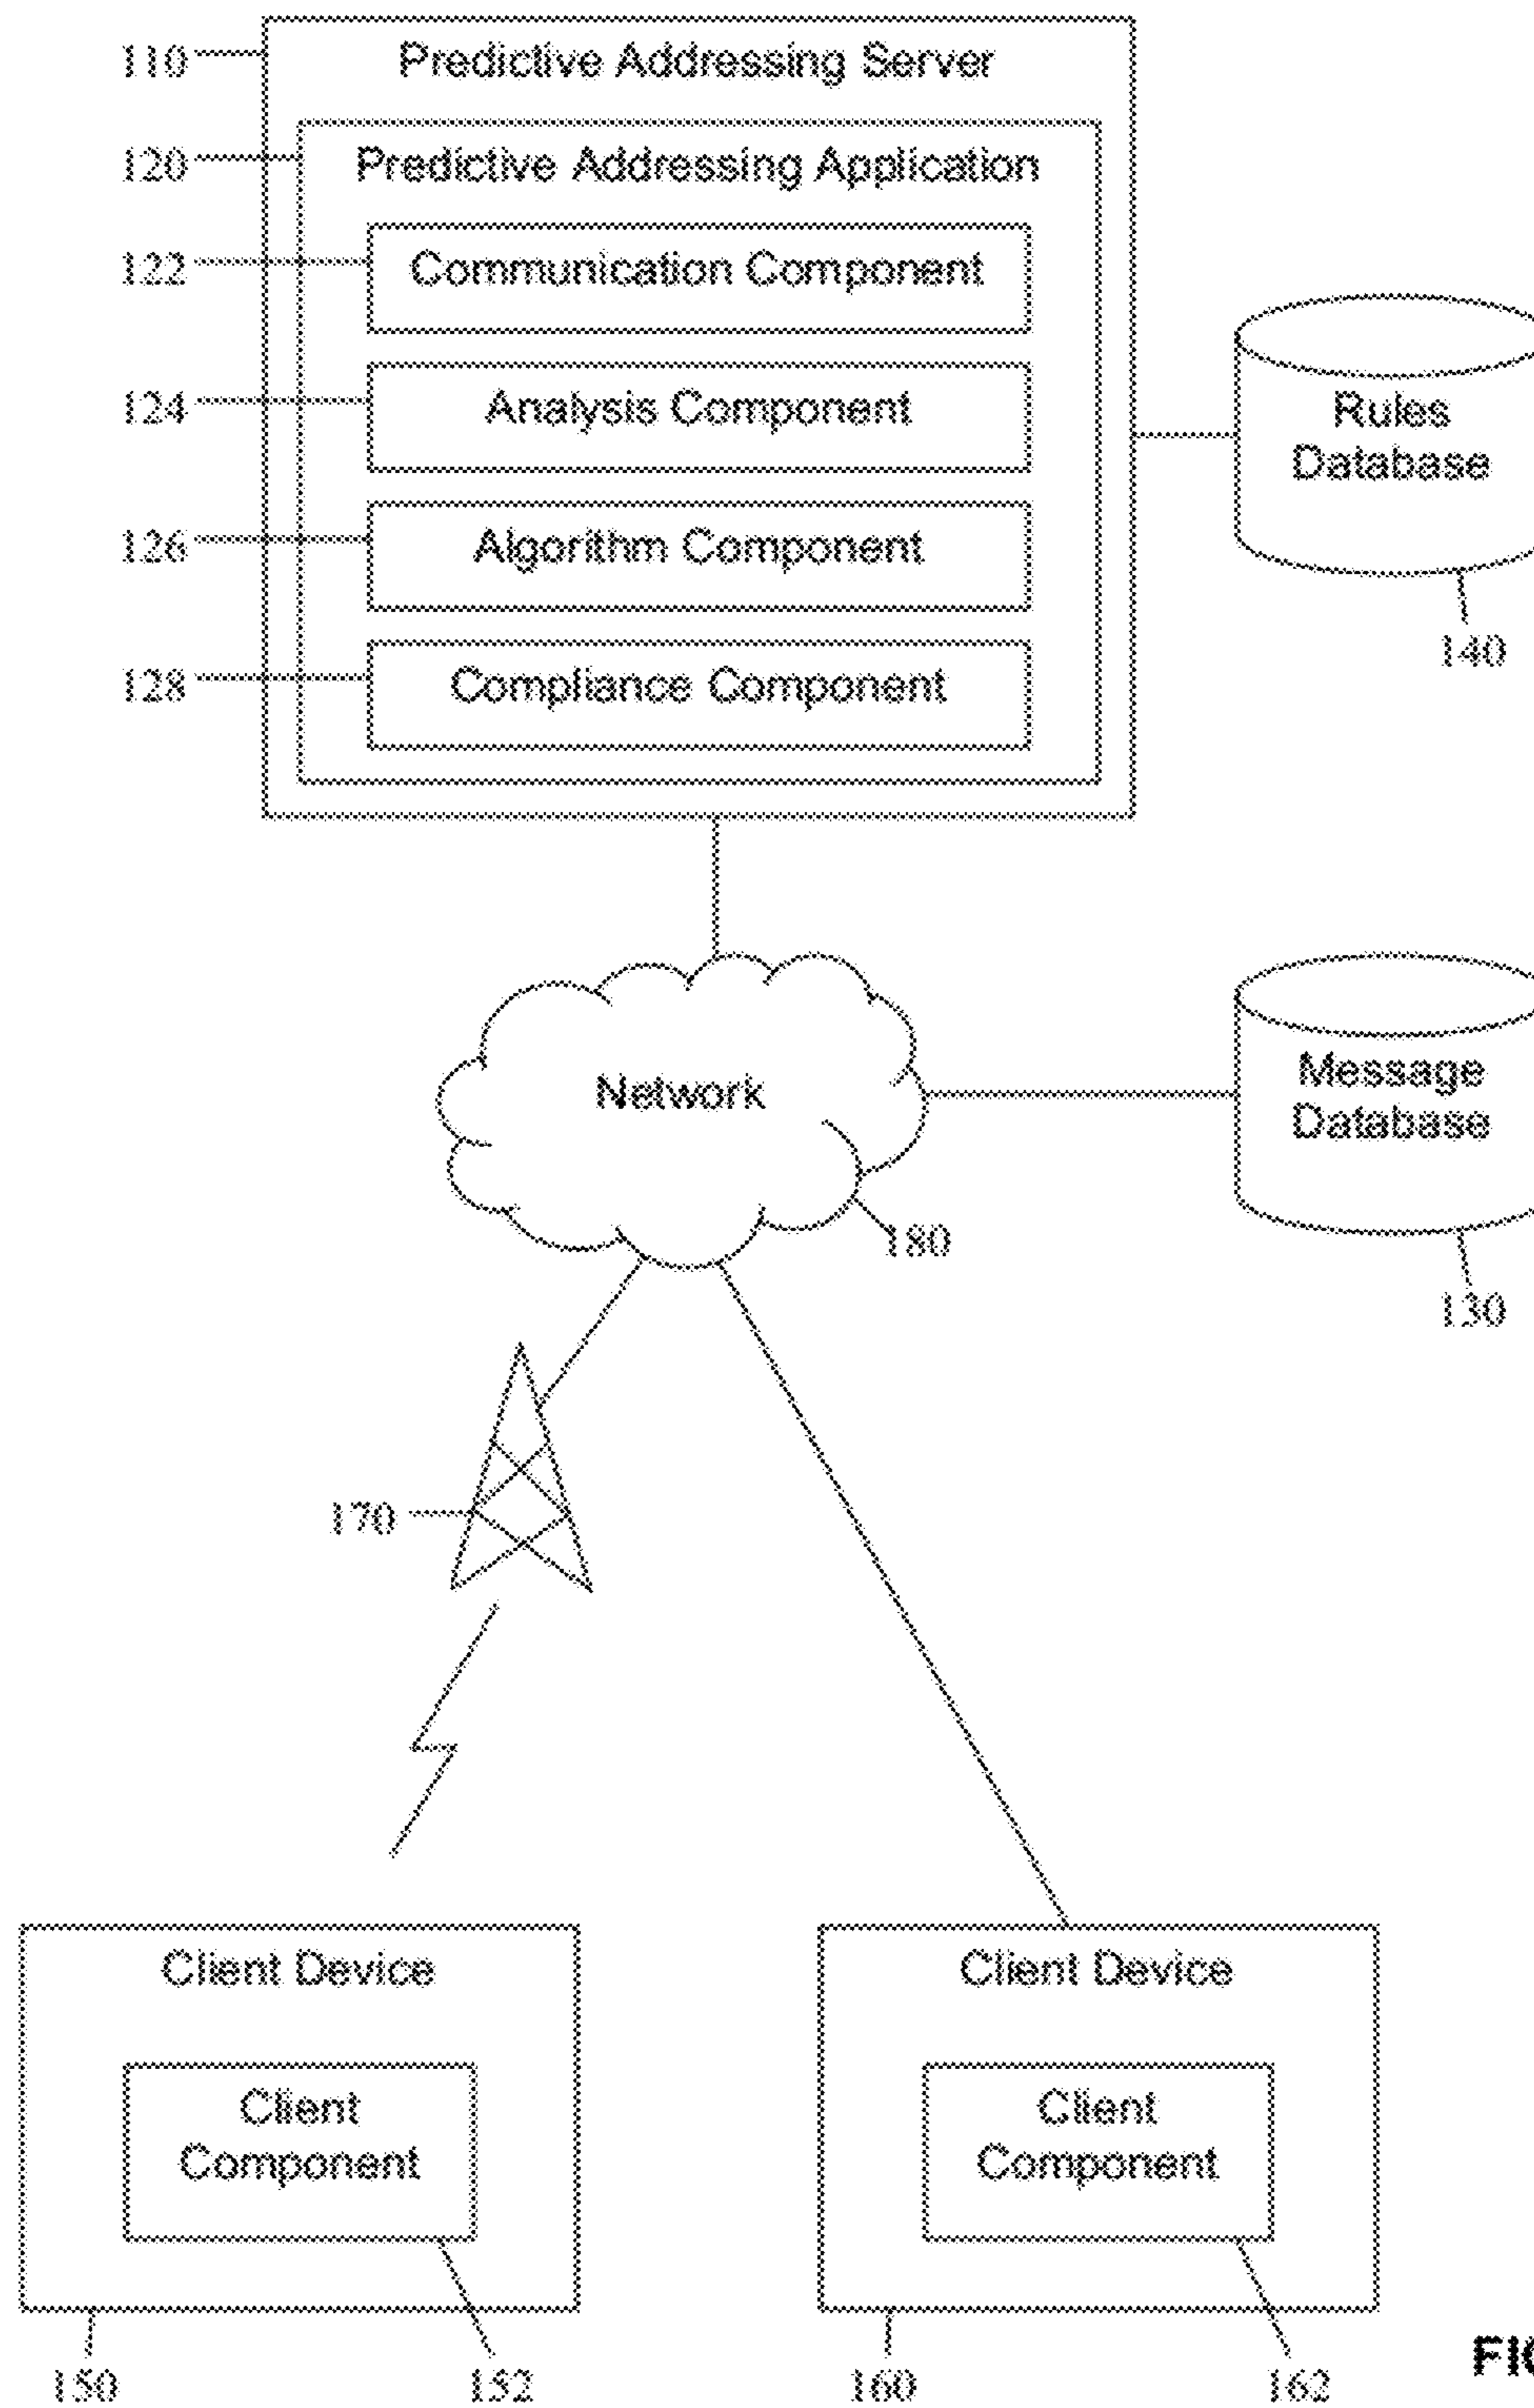 110
Predictive Addressing Server
120
Predictive Addressing Application
122
Communication Component
124
Analysis Component
126
Algorithm Component
128
Compliance Component
Rules
Database
140
Network
180
Message
Database
130
170
Client Device
Client
Component
150
152
Client Device
Client
Component
160
162